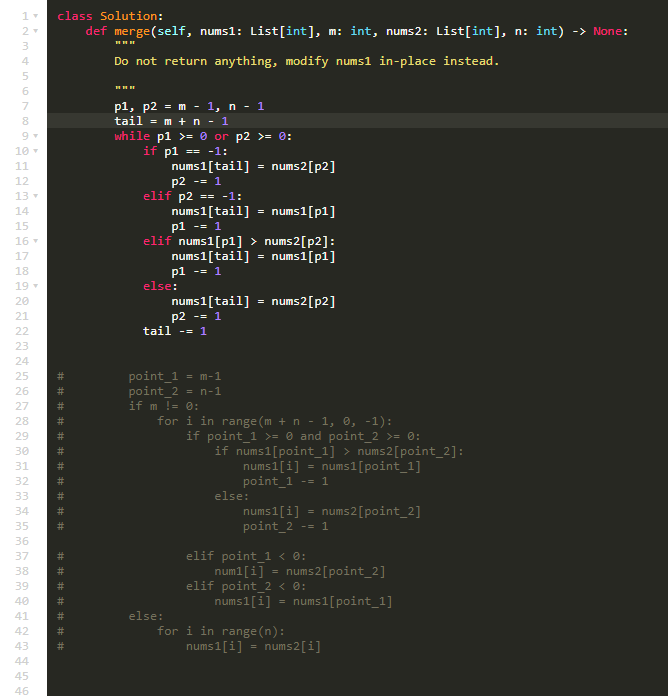 1 class Solution:
2     def merge(self, nums1: List[int], m: int, nums2: List[int], n: int) -> None:
3         """
4         Do not return anything, modify nums1 in-place instead.
5
6         """
7         p1, p2 = m - 1, n - 1
8         tail = m + n - 1
9         while p1 >= 0 or p2 >= 0:
10             if p1 == -1:
11                 nums1[tail] = nums2[p2]
12                 p2 -= 1
13             elif p2 == -1:
14                 nums1[tail] = nums1[p1]
15                 p1 -= 1
16             elif nums1[p1] > nums2[p2]:
17                 nums1[tail] = nums1[p1]
18                 p1 -= 1
19             else:
20                 nums1[tail] = nums2[p2]
21                 p2 -= 1
22             tail -= 1
23
24
25 #         point_1 = m-1
26 #         point_2 = n-1
27 #         if m != 0:
28 #             for i in range(m + n - 1, 0, -1):
29 #                 if point_1 >= 0 and point_2 >= 0:
30 #                     if nums1[point_1] > nums2[point_2]:
31 #                         nums1[i] = nums1[point_1]
32 #                         point_1 -= 1
33 #                     else:
34 #                         nums1[i] = nums2[point_2]
35 #                         point_2 -= 1
36
37 #                 elif point_1 < 0:
38 #                     num1[i] = nums2[point_2]
39 #                 elif point_2 < 0:
40 #                     nums1[i] = nums1[point_1]
41 #         else:
42 #             for i in range(n):
43 #                 nums1[i] = nums2[i]
44
45
46